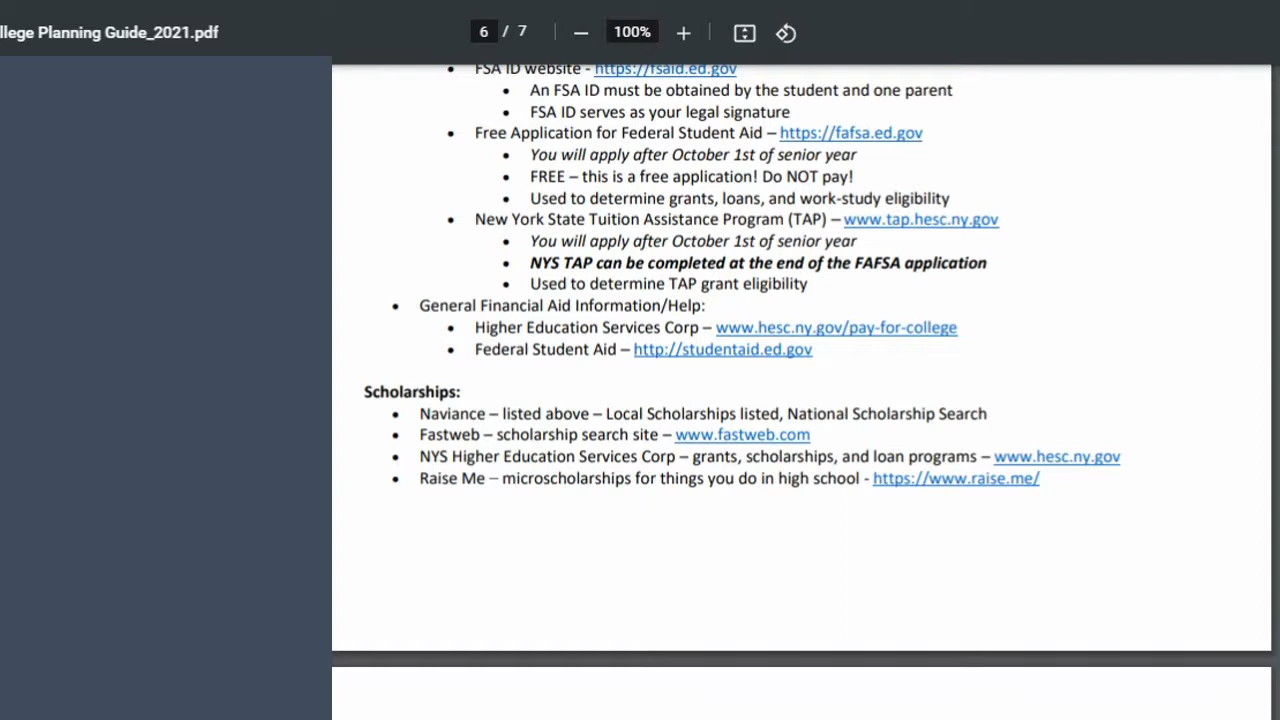 llege Planning Guide_2021.pdf
6 / 7
100%
• FSA ID website - https://fsaid.ed.gov
• An FSA ID must be obtained by the student and one parent
• FSA ID serves as your legal signature
• Free Application for Federal Student Aid – https://fafsa.ed.gov
• You will apply after October 1st of senior year
• FREE – this is a free application! Do NOT pay!
• Used to determine grants, loans, and work-study eligibility
• New York State Tuition Assistance Program (TAP) – www.tap.hesc.ny.gov
• You will apply after October 1st of senior year
• NYS TAP can be completed at the end of the FAFSA application
• Used to determine TAP grant eligibility
• General Financial Aid Information/Help:
• Higher Education Services Corp – www.hesc.ny.gov/pay-for-college
• Federal Student Aid – http://studentaid.ed.gov
Scholarships:
• Naviance – listed above – Local Scholarships listed, National Scholarship Search
• Fastweb – scholarship search site – www.fastweb.com
• NYS Higher Education Services Corp – grants, scholarships, and loan programs – www.hesc.ny.gov
• Raise Me – microscholarships for things you do in high school - https://www.raise.me/